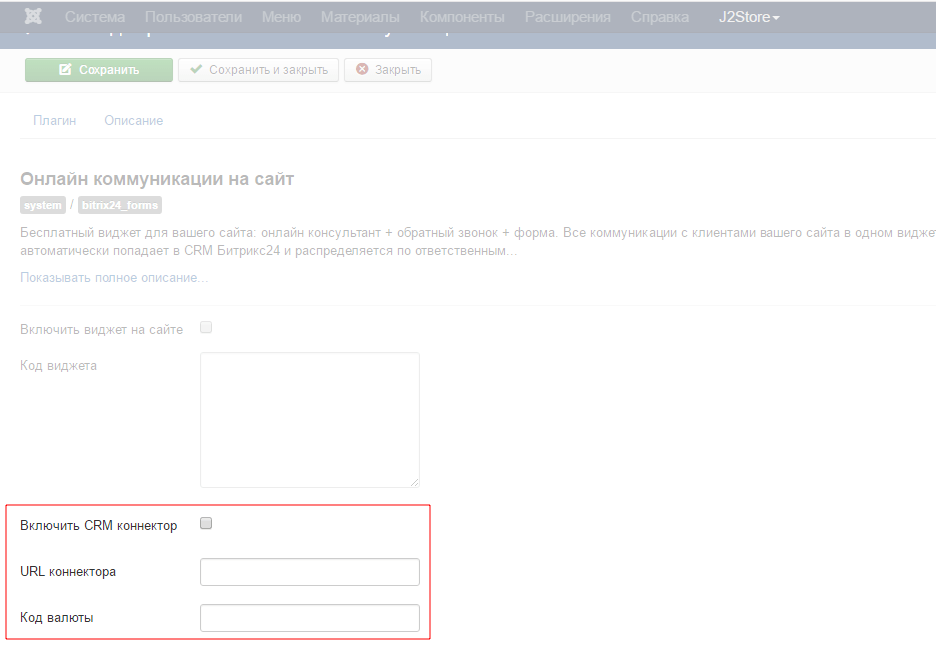 Система Пользователи Меню Материалы Компоненты Расширения Справка J2Store
Сохранить Сохранить и закрыть Закрыть
Плагин Описание
Онлайн коммуникации на сайт
system / bitrix24_forms
Бесплатный виджет для вашего сайта: онлайн консультант + обратный звонок + форма. Все коммуникации с клиентами вашего сайта в одном виджет
автоматически попадает в CRM Битрикс24 и распределяется по ответственным...
Показывать полное описание...
Включить виджет на сайте
Код виджета
Включить CRM коннектор
URL коннектора
Код валюты